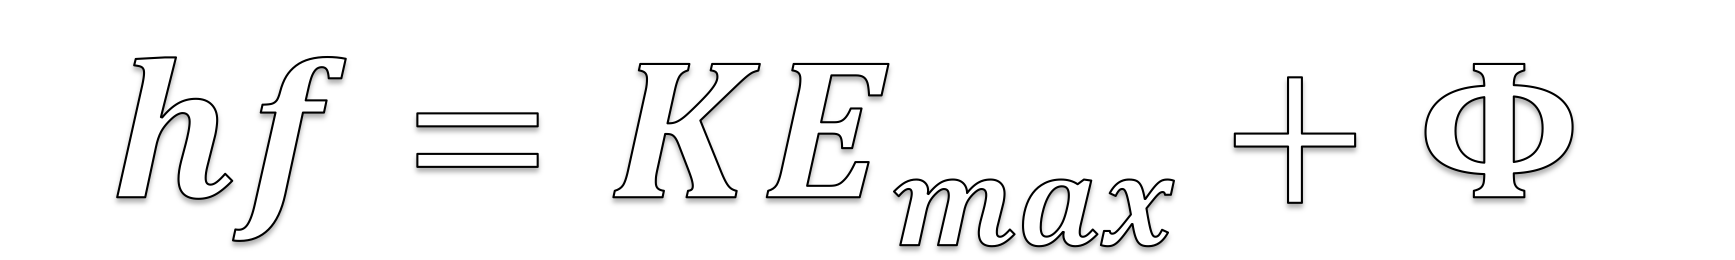 hf = KE_max + Φ